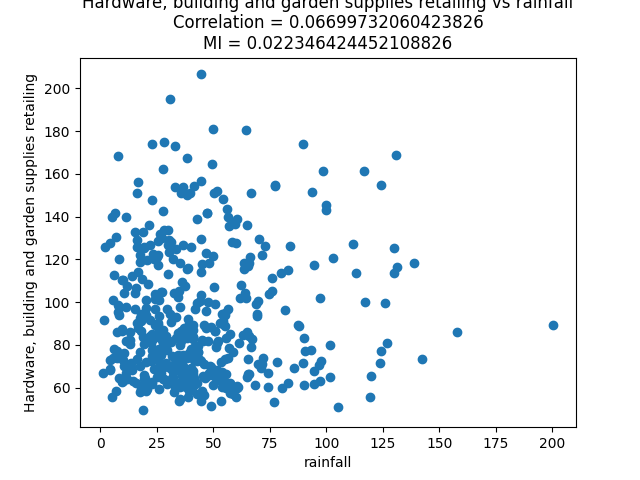 Hardware, building and garden supplies retailing vs rainfall
Correlation = 0.06699732060423826
MI = 0.022346424452108826
Hardware, building and garden supplies retailing
200
180
160
140
120
100
80
60
0 25 50 75 100 125 150 175 200
rainfall